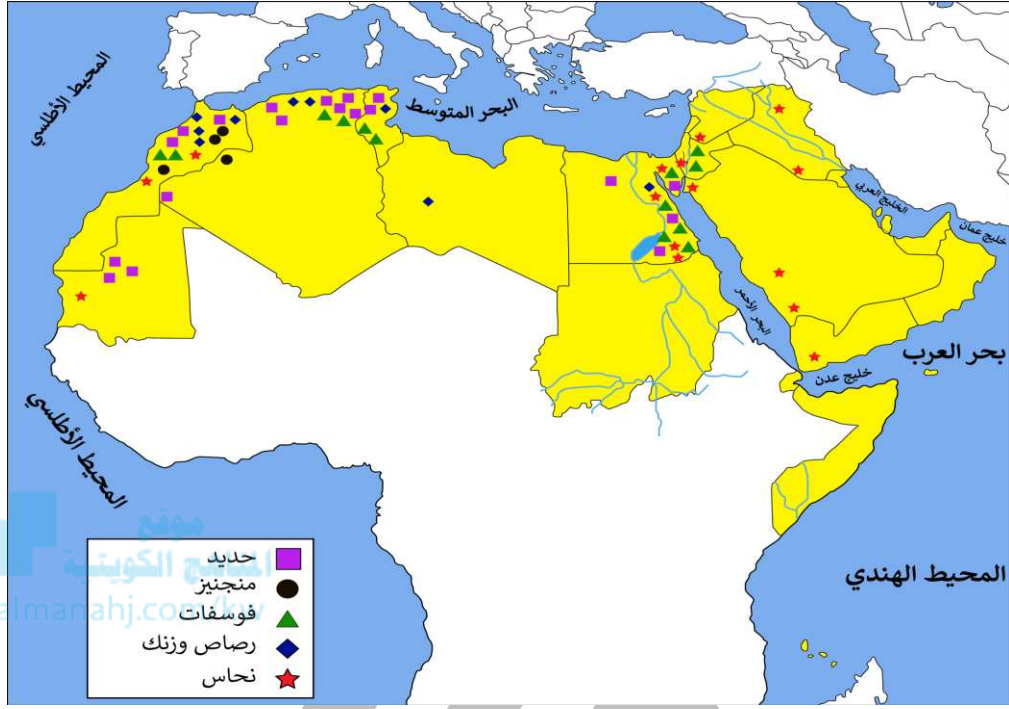 المحيط الأطلسي
البحر المتوسط
الخليج العربي
خليج عمان
البحر الأحمر
بحر العرب
خليج عدن
المحيط الأطلسي
المحيط الهندي
موقع
المناهج الكويتية
almanahj.com/kw
حديد
منجنيز
فوسفات
رصاص وزنك
نحاس